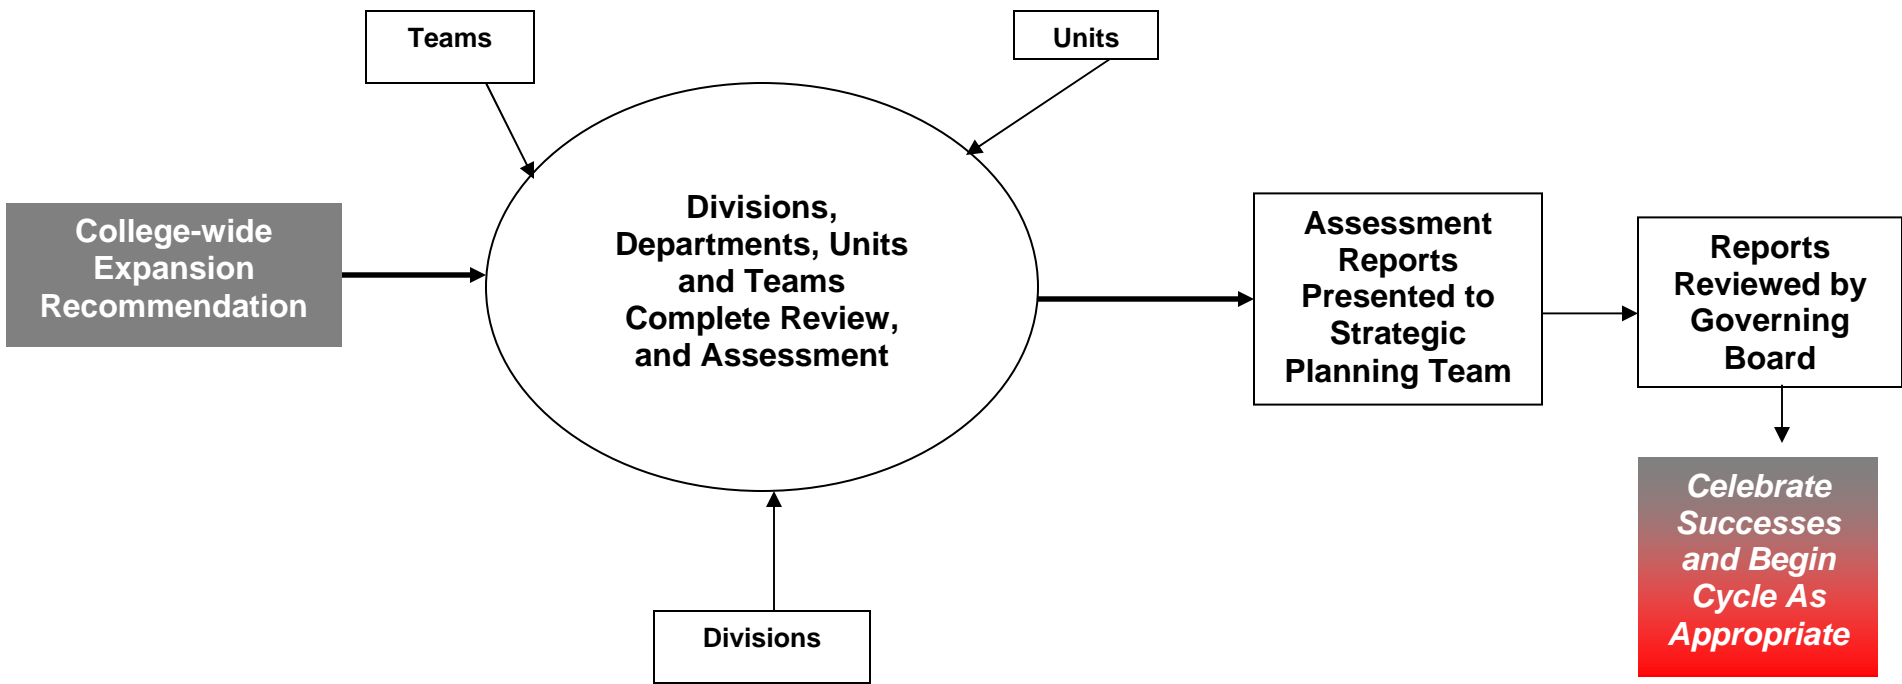 Teams
Units
College-wide
Expansion
Recommendation
Divisions,
Departments, Units
and Teams
Complete Review,
and Assessment
Assessment
Reports
Presented to
Strategic
Planning Team
Reports
Reviewed by
Governing
Board
Celebrate
Successes
and Begin
Cycle As
Appropriate
Divisions